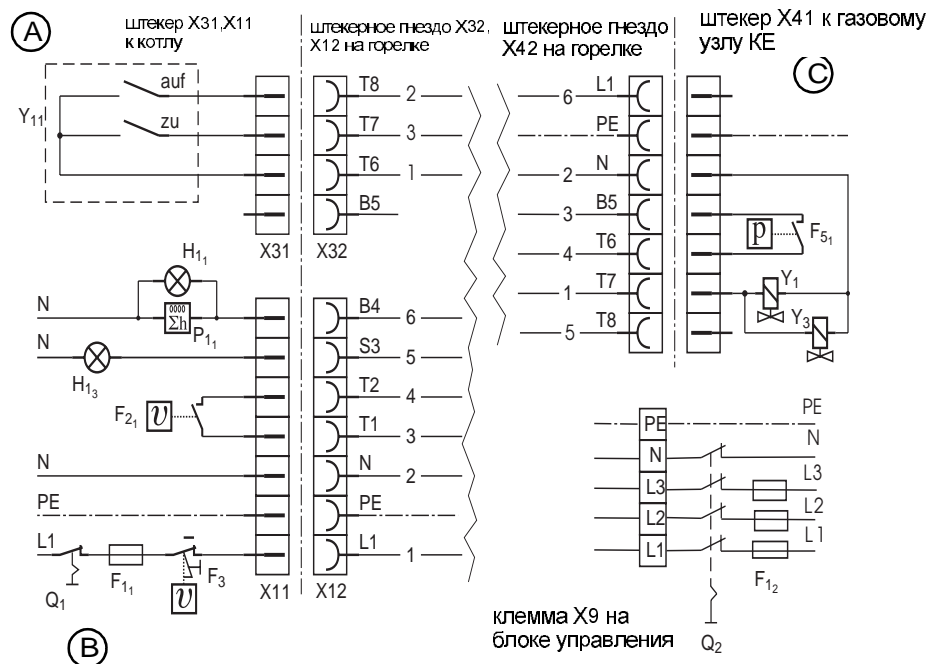 A
штекер X31,X11
к котлу
штекерное гнездо X32,
X12 на горелке
штекерное гнездо
X42 на горелке
штекер X41 к газовому
узлу КЕ
C
Y11
auf
zu
T8 2
T7 3
T6 1
B5
X31 X32
6 L1
PE
2 N
3 B5
4 T6
1 T7
5 T8
p F51
Y1
Y3
H11
N
0000
Σh P11
N
H13
F21 υ
N
PE
L1
Q1
F11
F3
υ
B4 6
S3 5
T2 4
T1 3
N 2
PE
L1 1
X11 X12
PE PE
N N
L3 L3
L2 L2
L1 L1
F12
Q2
клемма X9 на
блоке управления
B